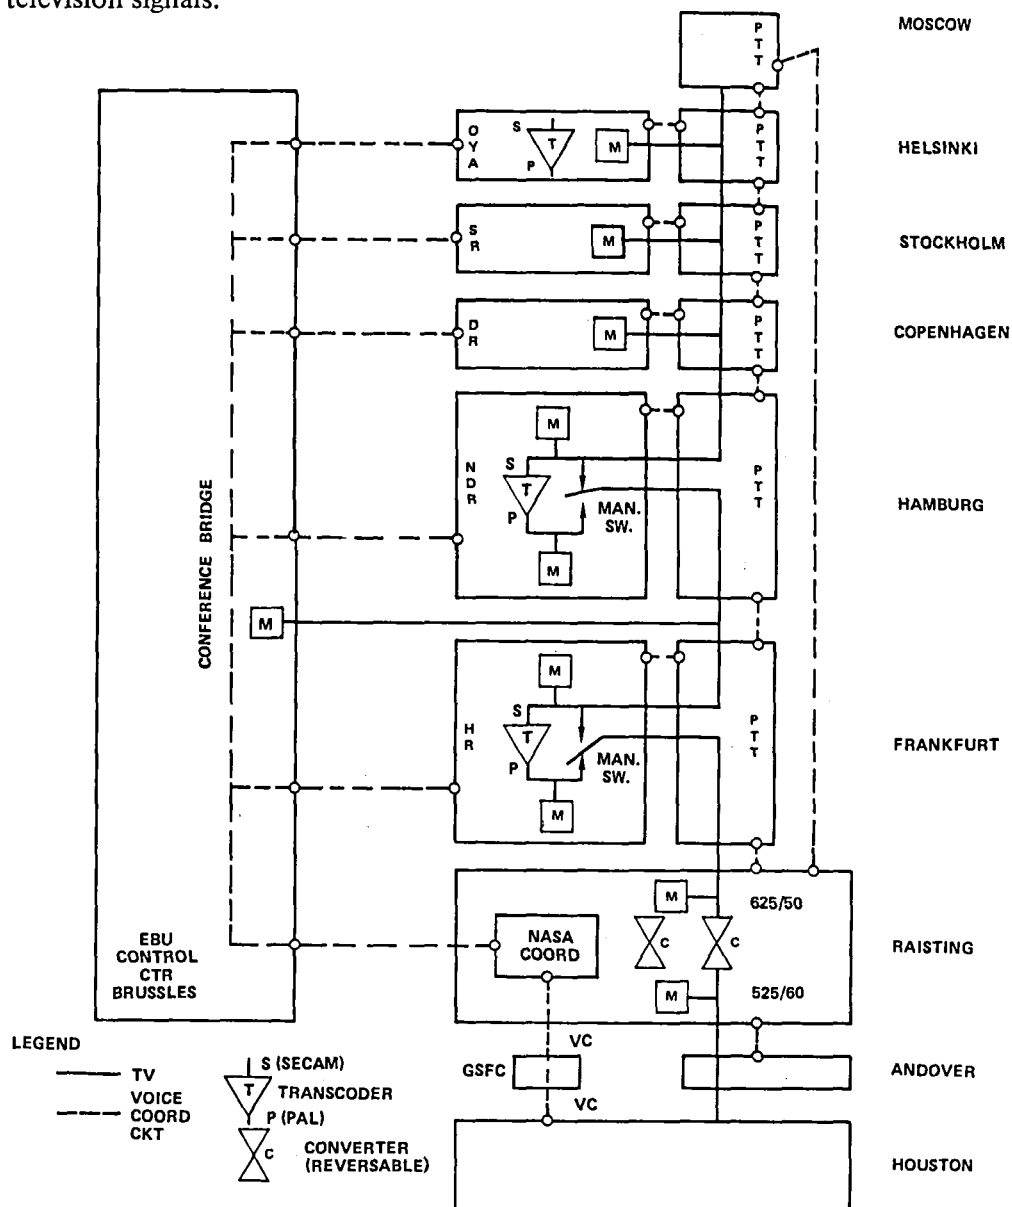 television signals.
MOSCOW
PTT
HELSINKI
OYA
S
T
P
M
PTT
STOCKHOLM
SR
M
PTT
COPENHAGEN
DR
M
PTT
HAMBURG
NDR
M
S
T
P
MAN.
SW.
M
PTT
CONFERENCE BRIDGE
M
FRANKFURT
HR
M
S
T
P
MAN.
SW.
M
PTT
RAISTING
NASA
COORD
M
625/50
C
C
M
525/60
EBU
CONTROL
CTR
BRUSSLES
VC
GSFC
VC
ANDOVER
HOUSTON
LEGEND
TV
VOICE
COORD
CKT
S (SECAM)
T
TRANSCODER
P (PAL)
C
CONVERTER
(REVERSABLE)